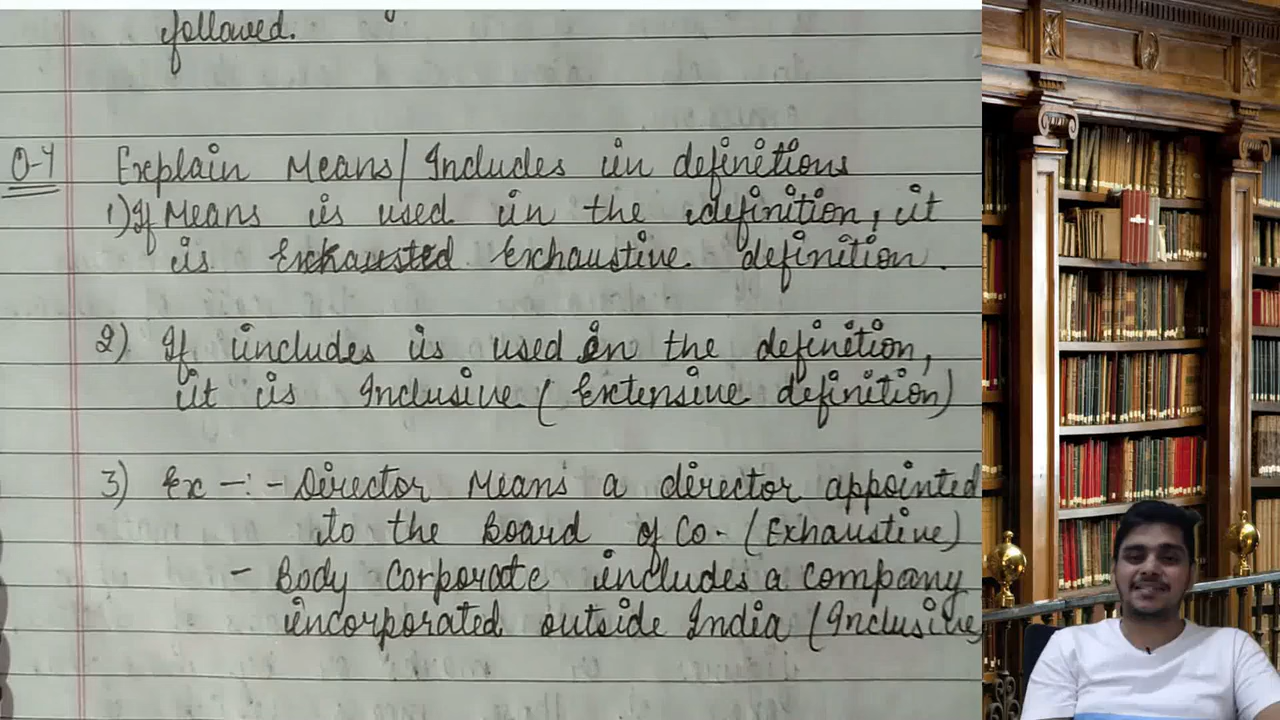 followed.
Q-4 Explain Means/Includes in definitions
1) If Means is used in the definition, it
is Exhausted Exhaustive definition.
2) If includes is used in the definition,
it is Inclusive (Extensive definition)
3) Ex -: - Director Means a director appointed
to the Board of Co. (Exhaustive)
- Body Corporate includes a company
incorporated outside India (Inclusive